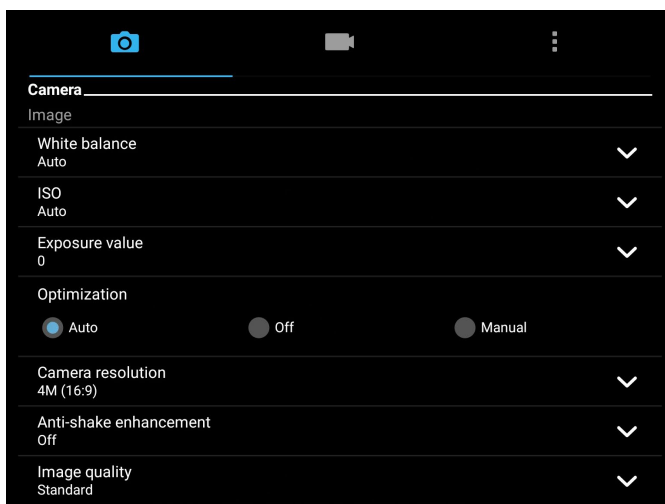 Camera
Image
White balance
Auto
ISO
Auto
Exposure value
0
Optimization
Auto Off Manual
Camera resolution
4M (16:9)
Anti-shake enhancement
Off
Image quality
Standard